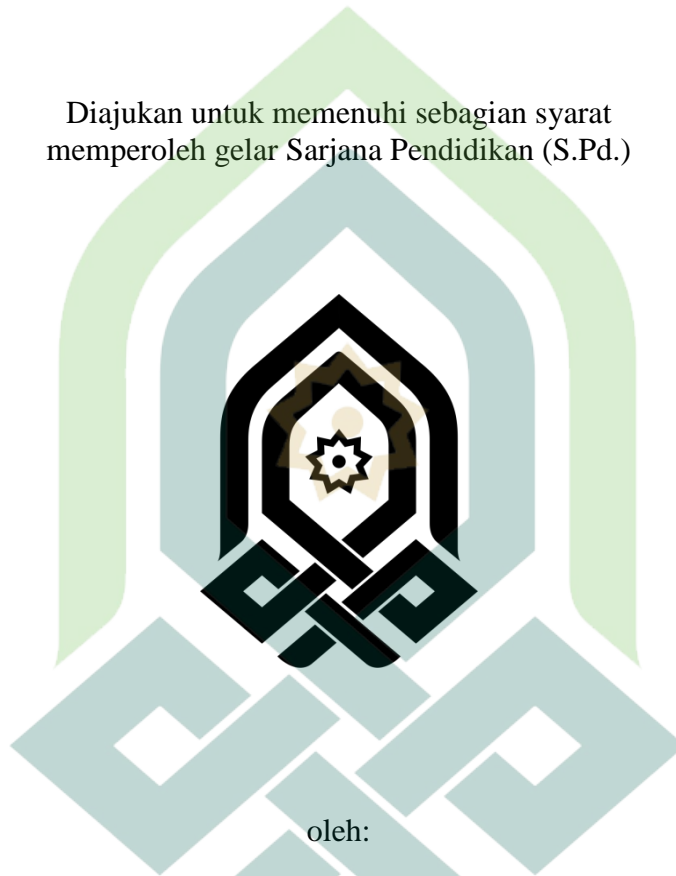 Diajukan untuk memenuhi sebagian syarat
memperoleh gelar Sarjana Pendidikan (S.Pd.)
oleh: